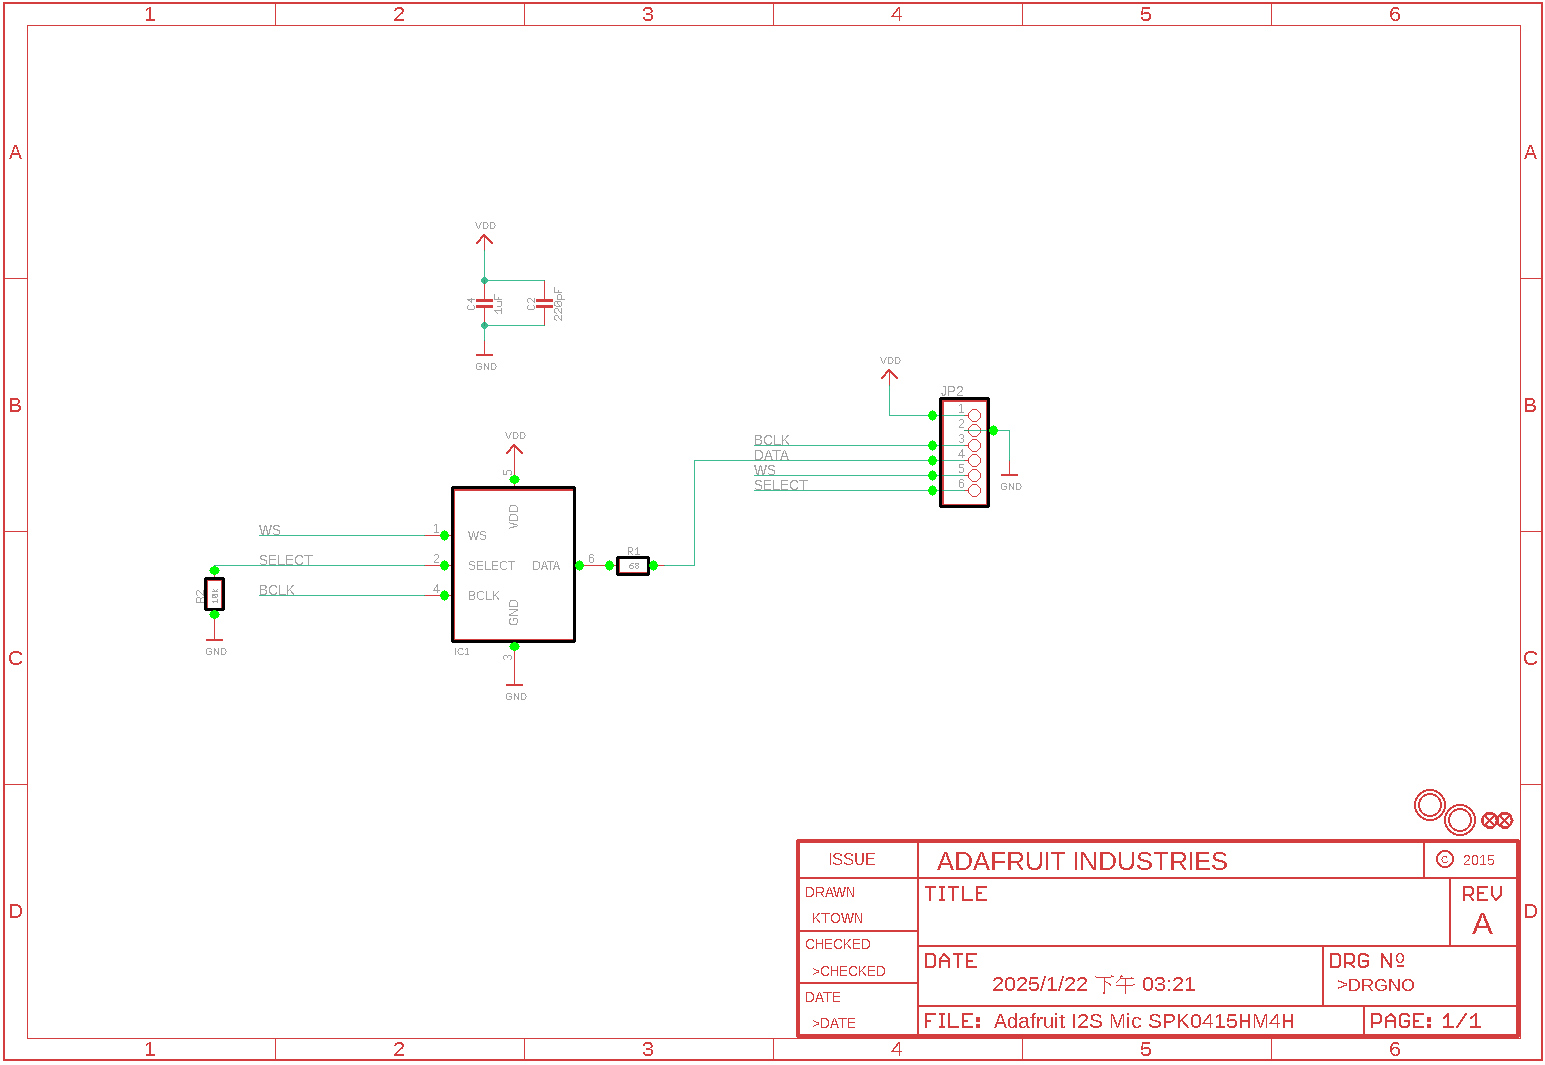 1 2 3 4 5 6
A A
B B
C C
D D
VDD
C4
1uF
C2
220pF
GND
VDD
JP2
1
2
3
4
5
6
BCLK
DATA
WS
SELECT
GND
VDD
5
VDD
WS
1
WS
SELECT
2
SELECT
DATA
6
R1
68
BCLK
4
BCLK
GND
R2
10k
GND
IC1
3
GND
ISSUE
ADAFRUIT INDUSTRIES
© 2015
DRAWN
KTOWN
TITLE
REV
A
CHECKED
>CHECKED
DATE
2025/1/22 下午 03:21
DRG Nº
>DRGNO
DATE
>DATE
FILE: Adafruit I2S Mic SPK0415HM4H
PAGE: 1/1
1 2 3 4 5 6